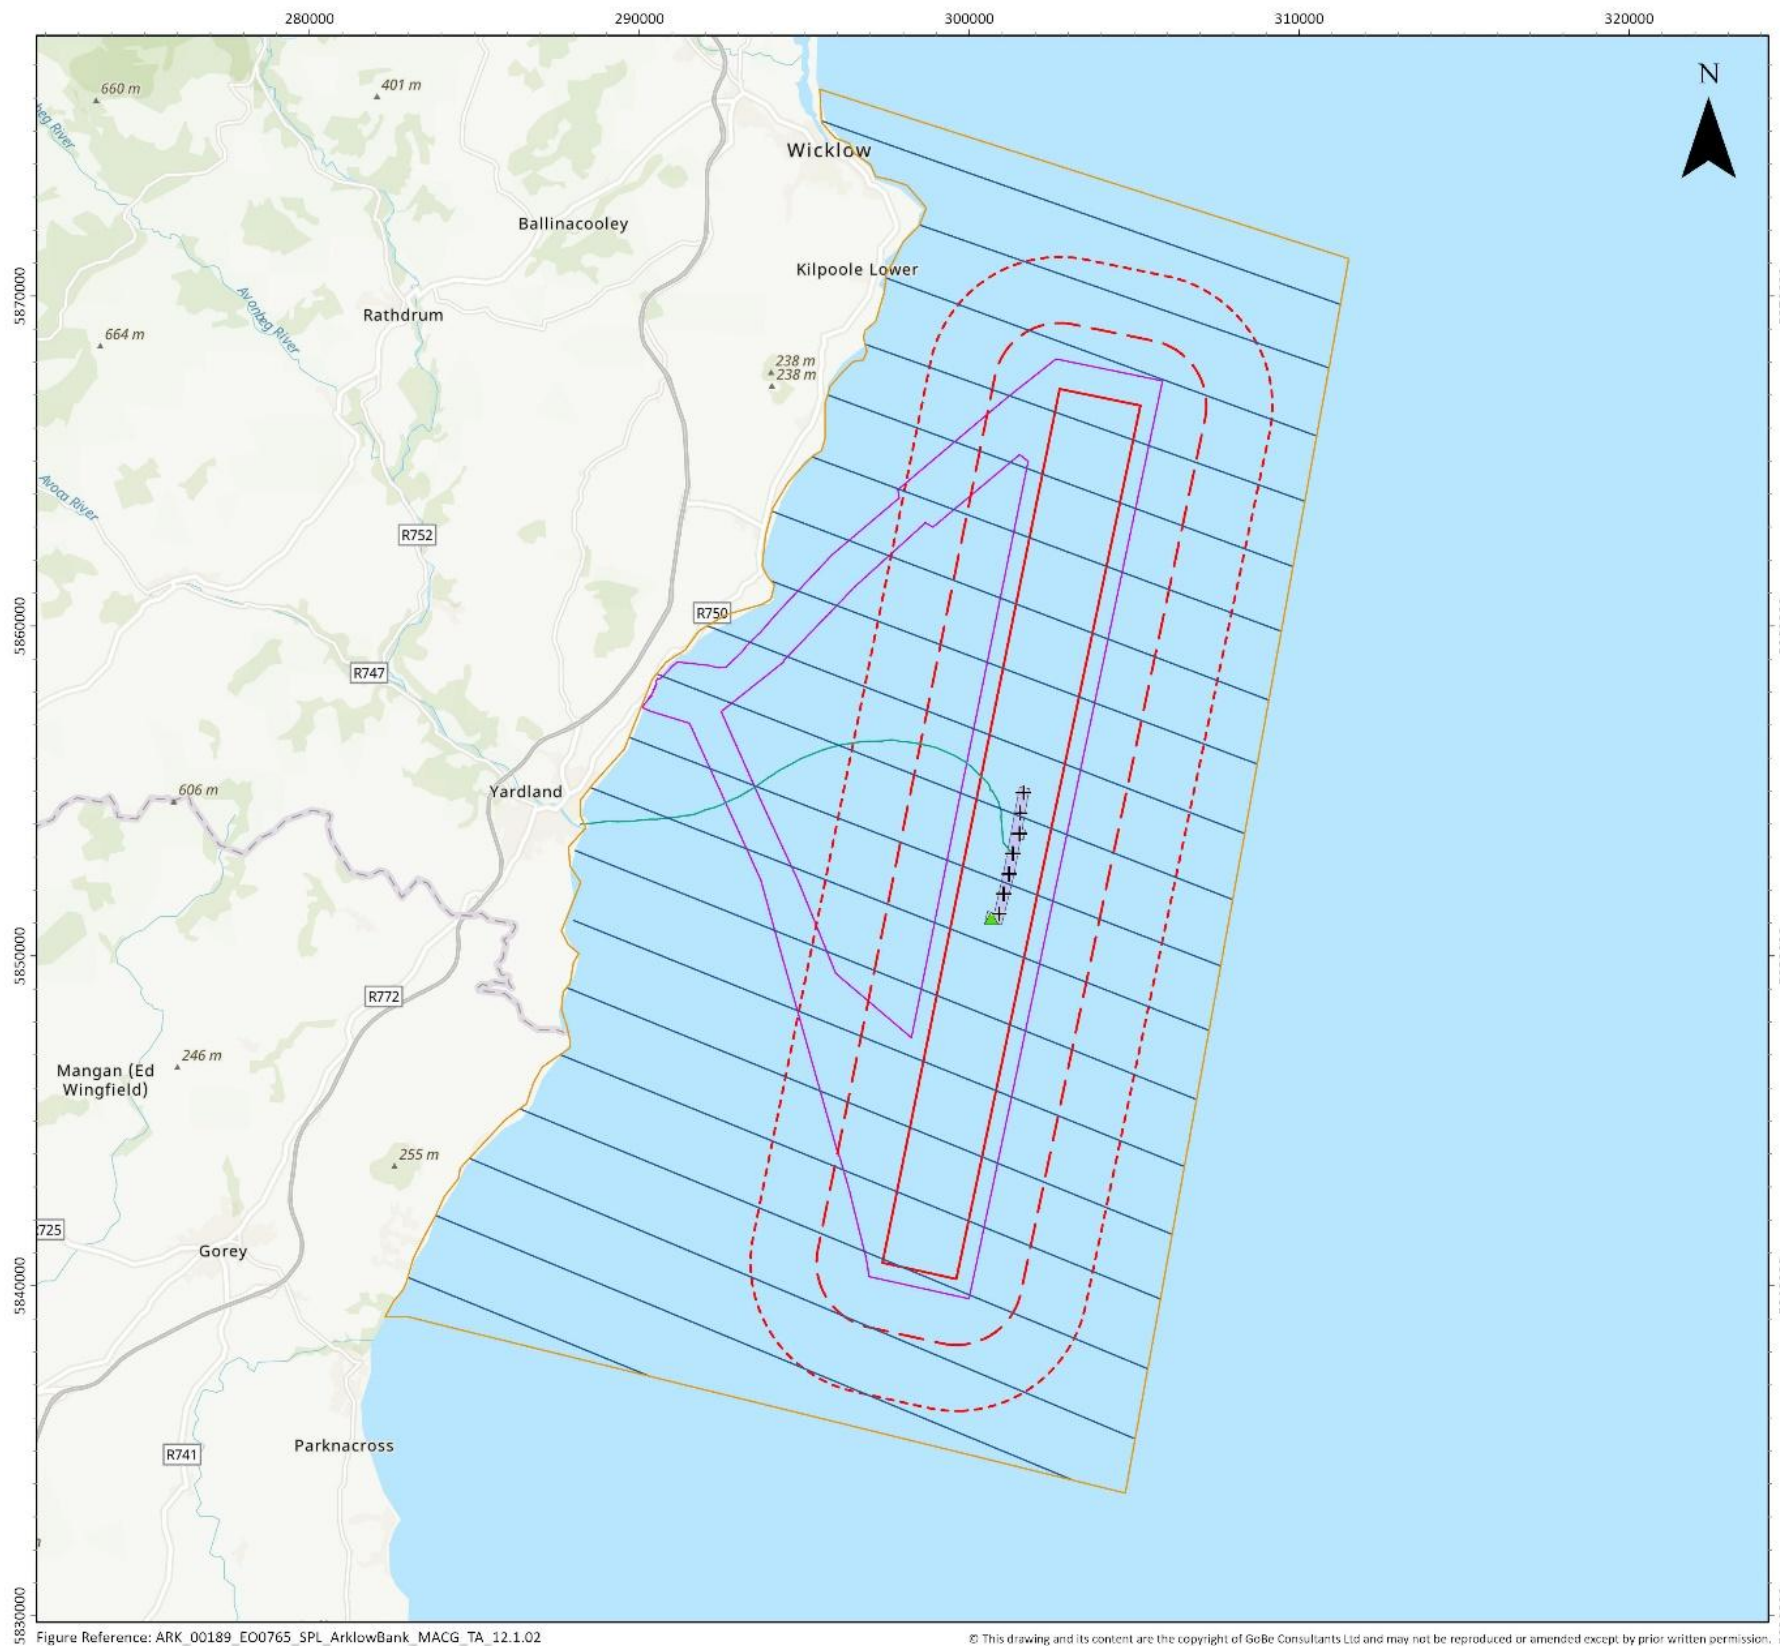 280000
290000
300000
310000
320000
N
660 m
401 m
Wicklow
Ballinacooley
Kilpoole Lower
5870000
Avonbeg River
Rathdrum
664 m
238 m
238 m
Avoca River
R752
R750
5860000
R747
606 m
Yardland
5850000
R772
246 m
Mangan (Ed
Wingfield)
255 m
Gorey
5840000
Parknacross
R741
5830000
Figure Reference: ARK_00189_EO0765_SPL_ArklowBank_MACG_TA_12.1.02
© This drawing and its content are the copyright of GoBe Consultants Ltd and may not be reproduced or amended except by prior written permission.